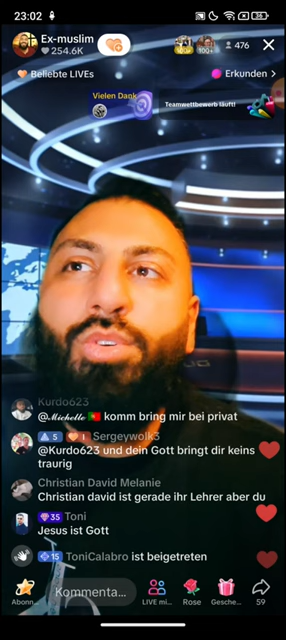 23:02
36
Ex-muslim
254.6K
100+
476
Beliebte LIVEs
Erkunden >
Vielen Dank
Teamwettbewerb läuft!
Kurdo623
@𝓜𝓲𝓬𝓱𝓮𝓵𝓵𝓮 🇵🇹 komm bring mir bei privat
5 1 Sergeywolk3
@Kurdo623 und dein Gott bringt dir keins
traurig
Christian David Melanie
Christian david ist gerade ihr Lehrer aber du
35 Toni
Jesus ist Gott
15 ToniCalabro ist beigetreten
Kommenta...
Abonn...
LIVE mi...
Rose
Gesche...
59